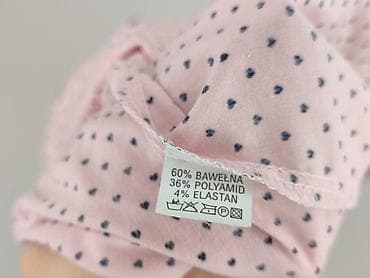 60% BAWEŁNA
36% POLYAMID
4% ELASTAN